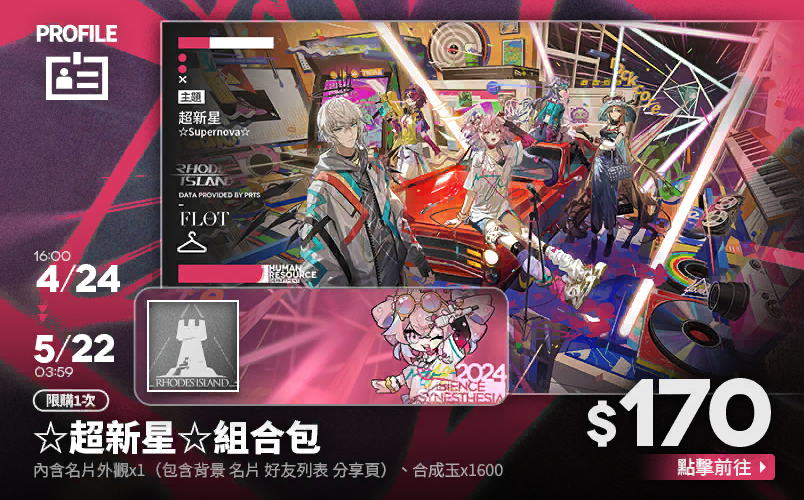 PROFILE
主題
超新星
☆Supernova☆
RHODES
ISLAND
DATA PROVIDED BY PRTS
FLOT
HUMAN
RESOURCE
rock core
16:00
4/24
5/22
03:59
RHODES ISLAND
2024
SYNESTHESIA
限購1次
☆超新星☆組合包
內含名片外觀x1（包含背景 名片 好友列表 分享頁）、合成玉x1600
$170
點擊前往